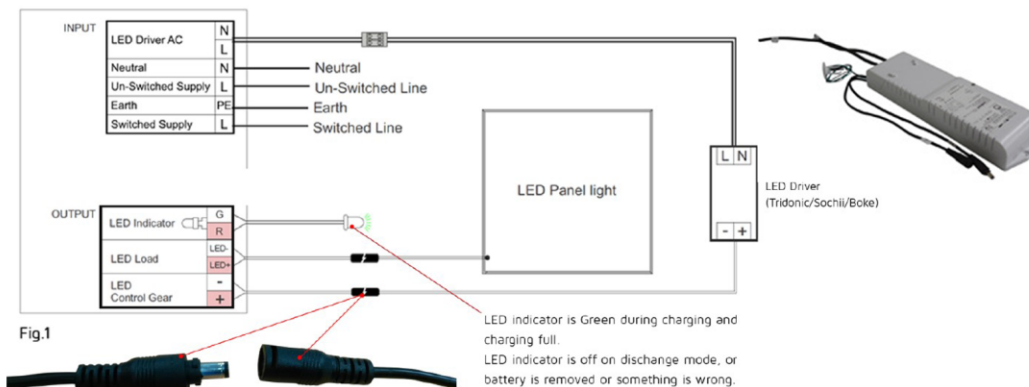 INPUT
LED Driver AC
N
L
Neutral
N
Neutral
Un-Switched Supply
L
Un-Switched Line
Earth
PE
Earth
Switched Supply
L
Switched Line
LED Panel light
L N
- +
LED Driver
(Tridonic/Sochii/Boke)
OUTPUT
LED Indicator
G
R
LED Load
LED-
LED+
LED
Control Gear
-
+
Fig.1
LED indicator is Green during charging and
charging full.
LED indicator is off on discharge mode, or
battery is removed or something is wrong.